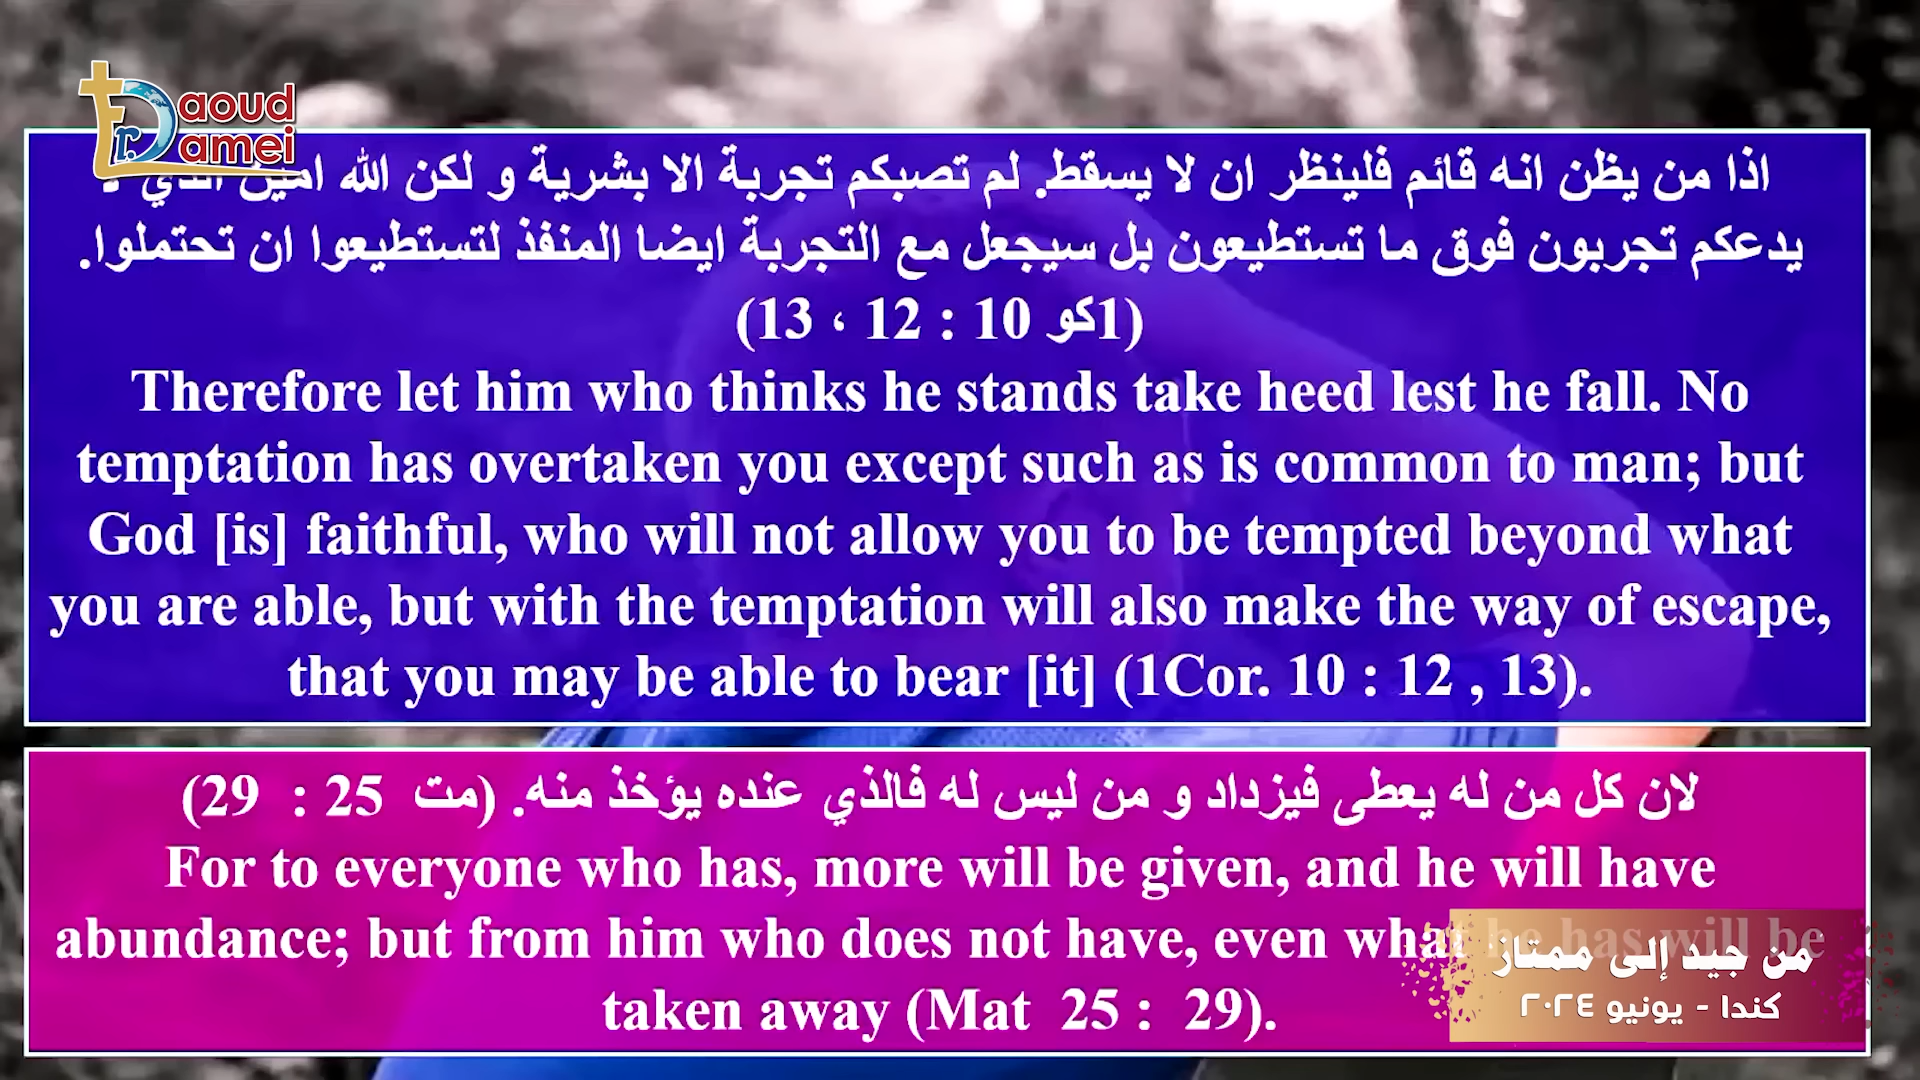 Fr. Daoud Lamei
اذا من يظن انه قائم فلينظر ان لا يسقط. لم تصبكم تجربة الا بشرية و لكن الله امين الذي لا
يدعكم تجربون فوق ما تستطيعون بل سيجعل مع التجربة ايضا المنفذ لتستطيعوا ان تحتملوا.
(1كو 10 : 12 ، 13)
Therefore let him who thinks he stands take heed lest he fall. No
temptation has overtaken you except such as is common to man; but
God [is] faithful, who will not allow you to be tempted beyond what
you are able, but with the temptation will also make the way of escape,
that you may be able to bear [it] (1Cor. 10 : 12 , 13).
لان كل من له يعطى فيزداد و من ليس له فالذي عنده يؤخذ منه. (مت 25 : 29)
For to everyone who has, more will be given, and he will have
abundance; but from him who does not have, even what he has will be
taken away (Mat 25 : 29).
من جيد إلى ممتاز
كندا - يونيو ٢٠٢٤